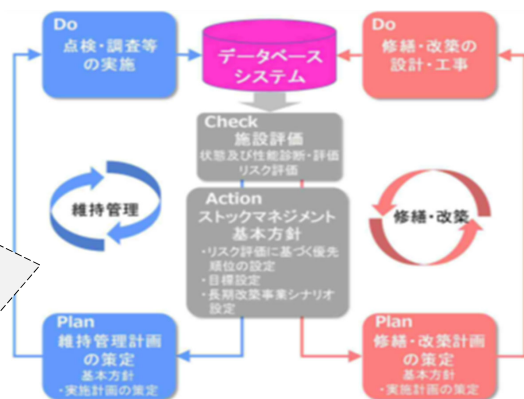 Do
点検・調査等
の実施
データベース
システム
Do
修繕・改築の
設計・工事
Check
施設評価
状態及び性能診断・評価
リスク評価
維持管理
Action
ストックマネジメント
基本方針
・リスク評価に基づく優先
順位の設定
・目標設定
・長期改築事業シナリオ
設定
修繕・改築
Plan
維持管理計画
の策定
基本方針
・実施計画の策定
Plan
修繕・改築計画
の策定
基本方針
・実施計画の策定